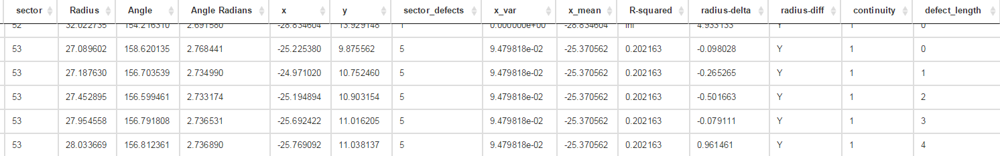 sector Radius Angle Angle Radians x y sector_defects x_var x_mean R-squared radius-delta radius-diff continuity defect_length
52 32.022735 154.216310 2.691580 -28.834604 13.929148 1 0.000000e+00 -28.834604 inf 4.933133 Y 1 0
53 27.089602 158.620135 2.768441 -25.225380 9.875562 5 9.479818e-02 -25.370562 0.202163 -0.098028 Y 1 0
53 27.187630 156.703539 2.734990 -24.971020 10.752460 5 9.479818e-02 -25.370562 0.202163 -0.265265 Y 1 1
53 27.452895 156.599461 2.733174 -25.194894 10.903154 5 9.479818e-02 -25.370562 0.202163 -0.501663 Y 1 2
53 27.954558 156.791808 2.736531 -25.692422 11.016205 5 9.479818e-02 -25.370562 0.202163 -0.079111 Y 1 3
53 28.033669 156.812361 2.736890 -25.769092 11.038137 5 9.479818e-02 -25.370562 0.202163 0.961461 Y 1 4